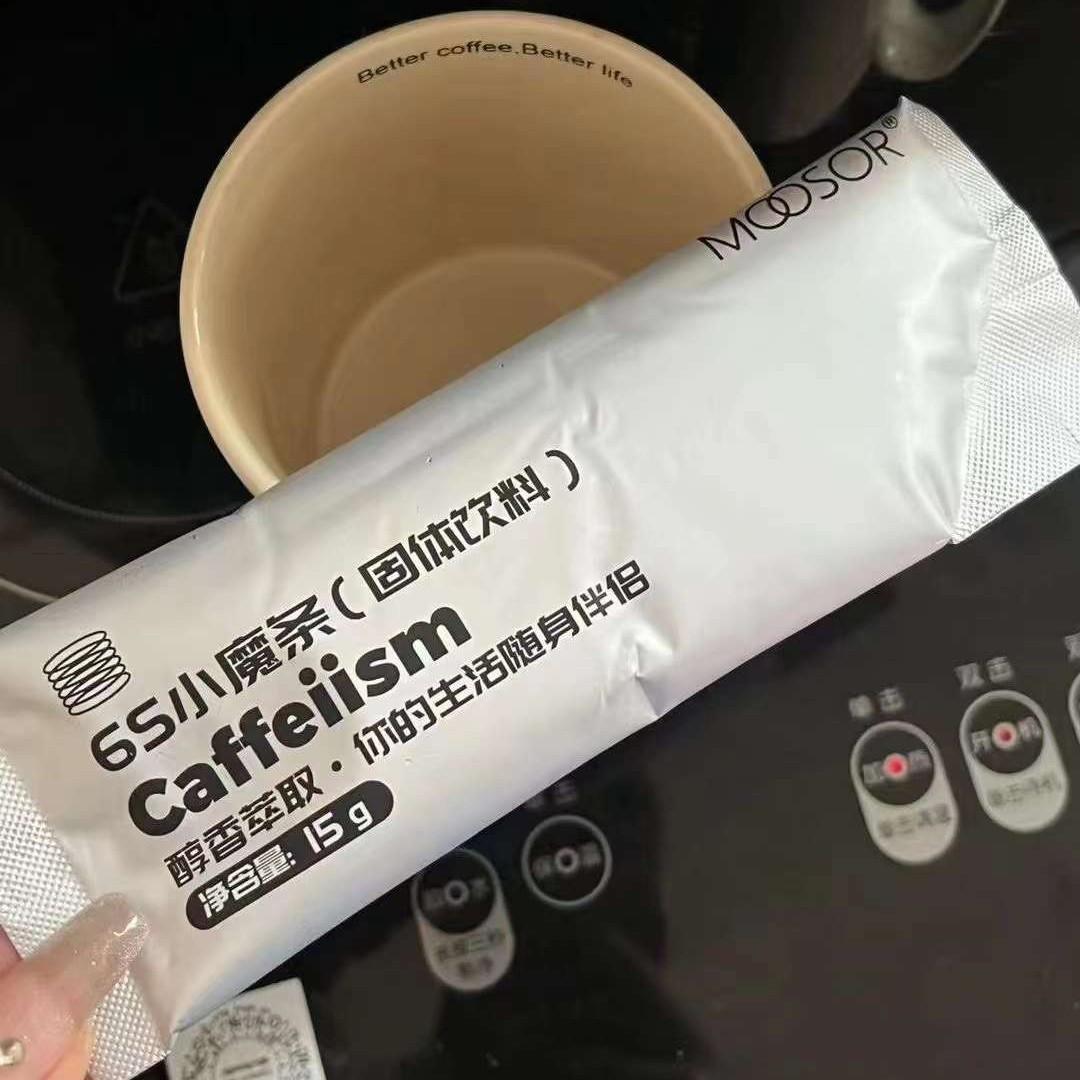 Better coffee.Better life
MOOSOR®
6S小魔条(固体饮料)
Caffeiism
醇香萃取·你的生活随身伴侣
净含量: 15g
单击
双击
加热
开机
保温